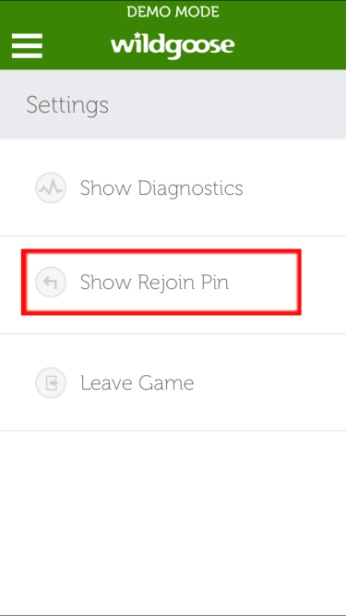 DEMO MODE
wildgoose
Settings
Show Diagnostics
Show Rejoin Pin
Leave Game